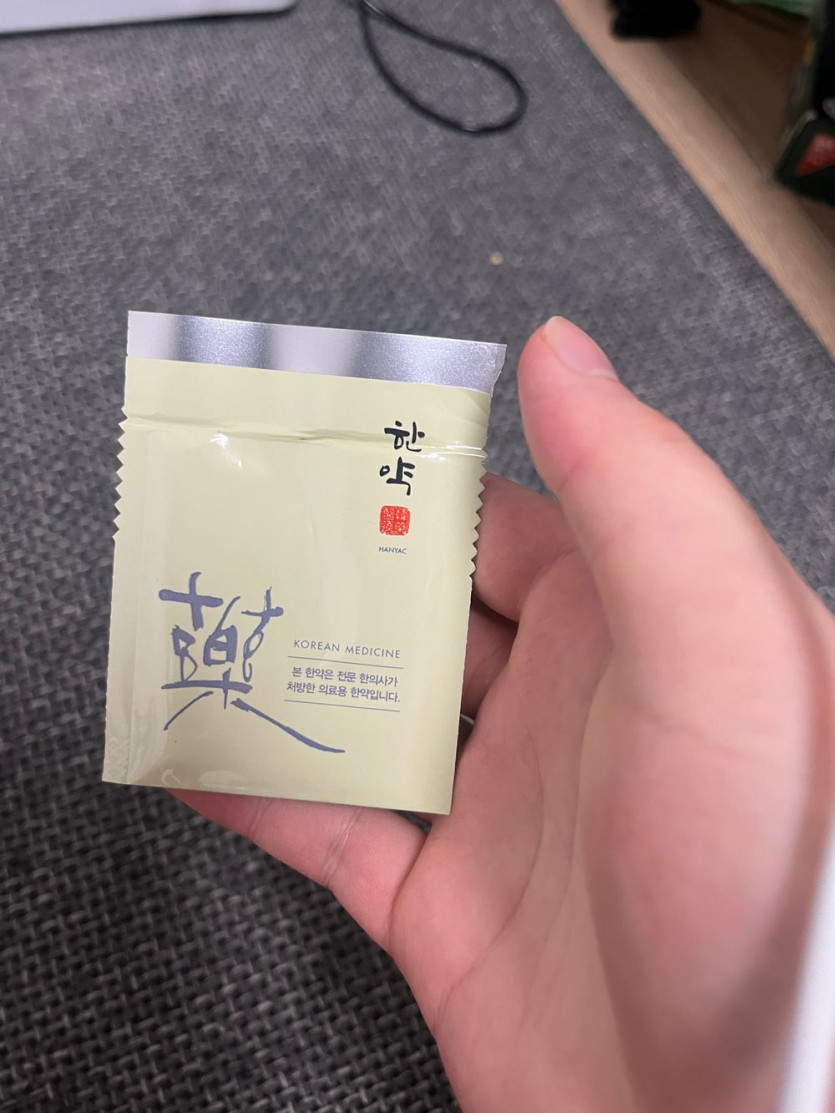 한
약
HANYAC
藥
KOREAN MEDICINE
본 한약은 전문 한의사가
처방한 의료용 한약입니다.